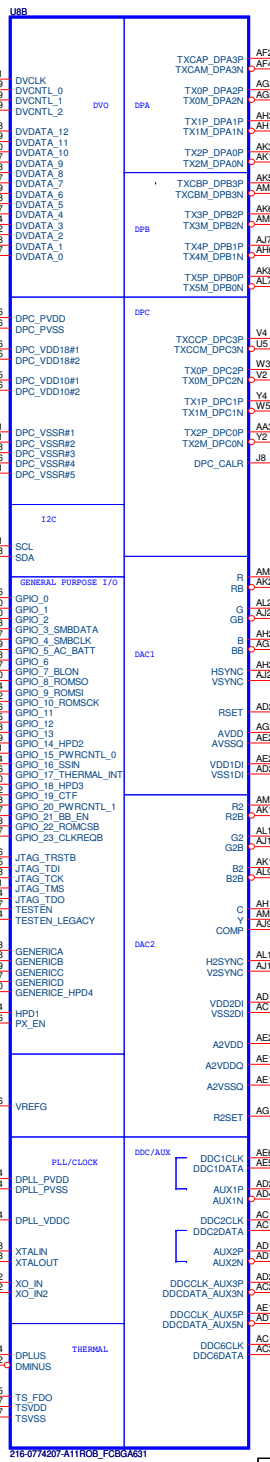 U8B
DVO
DVCLK
DVCNTL_0
DVCNTL_1
DVCNTL_2
DVDATA_12
DVDATA_11
DVDATA_10
DVDATA_9
DVDATA_8
DVDATA_7
DVDATA_6
DVDATA_5
DVDATA_4
DVDATA_3
DVDATA_2
DVDATA_1
DVDATA_0
DPC_PVDD
DPC_PVSS
DPC_VDD18#1
DPC_VDD18#2
DPC_VDD10#1
DPC_VDD10#2
DPC_VSSR#1
DPC_VSSR#2
DPC_VSSR#3
DPC_VSSR#4
DPC_VSSR#5
I2C
SCL
SDA
GENERAL PURPOSE I/O
GPIO_0
GPIO_1
GPIO_2
GPIO_3_SMBDATA
GPIO_4_SMBCLK
GPIO_5_AC_BATT
GPIO_6
GPIO_7_BLON
GPIO_8_ROMSO
GPIO_9_ROMSI
GPIO_10_ROMSCK
GPIO_11
GPIO_12
GPIO_13
GPIO_14_HPD2
GPIO_15_PWRCNTL_0
GPIO_16_SSIN
GPIO_17_THERMAL_INT
GPIO_18_HPD3
GPIO_19_CTF
GPIO_20_PWRCNTL_1
GPIO_21_BB_EN
GPIO_22_ROMCSB
GPIO_23_CLKREQB
JTAG_TRSTB
JTAG_TDI
JTAG_TCK
JTAG_TMS
JTAG_TDO
TESTEN
TESTEN_LEGACY
GENERICA
GENERICB
GENERICC
GENERICD
GENERICE_HPD4
HPD1
PX_EN
VREFG
PLL/CLOCK
DPLL_PVDD
DPLL_PVSS
DPLL_VDDC
XTALIN
XTALOUT
XO_IN
XO_IN2
THERMAL
DPLUS
DMINUS
TS_FDO
TSVDD
TSVSS
DPA
TXCAP_DPA3P
TXCAM_DPA3N
TX0P_DPA2P
TX0M_DPA2N
TX1P_DPA1P
TX1M_DPA1N
TX2P_DPA0P
TX2M_DPA0N
DPB
TXCBP_DPB3P
TXCBM_DPB3N
TX3P_DPB2P
TX3M_DPB2N
TX4P_DPB1P
TX4M_DPB1N
TX5P_DPB0P
TX5M_DPB0N
DPC
TXCCP_DPC3P V4
TXCCM_DPC3N U5
TX0P_DPC2P W3
TX0M_DPC2N V2
TX1P_DPC1P Y4
TX1M_DPC1N W5
TX2P_DPC0P
TX2M_DPC0N Y2
DPC_CALR J8
DAC1
R
RB
G
GB
B
BB
HSYNC
VSYNC
RSET
AVDD
AVSSQ
VDD1DI
VSS1DI
DAC2
R2
R2B
G2
G2B
B2
B2B
C
Y
COMP
H2SYNC
V2SYNC
VDD2DI
VSS2DI
A2VDD
A2VDDQ
A2VSSQ
R2SET
DDC/AUX
DDC1CLK
DDC1DATA
AUX1P
AUX1N
DDC2CLK
DDC2DATA
AUX2P
AUX2N
DDCCLK_AUX3P
DDCDATA_AUX3N
DDCCLK_AUX5P
DDCDATA_AUX5N
DDC6CLK
DDC6DATA
216-0774207-A11ROB_FCBGA631